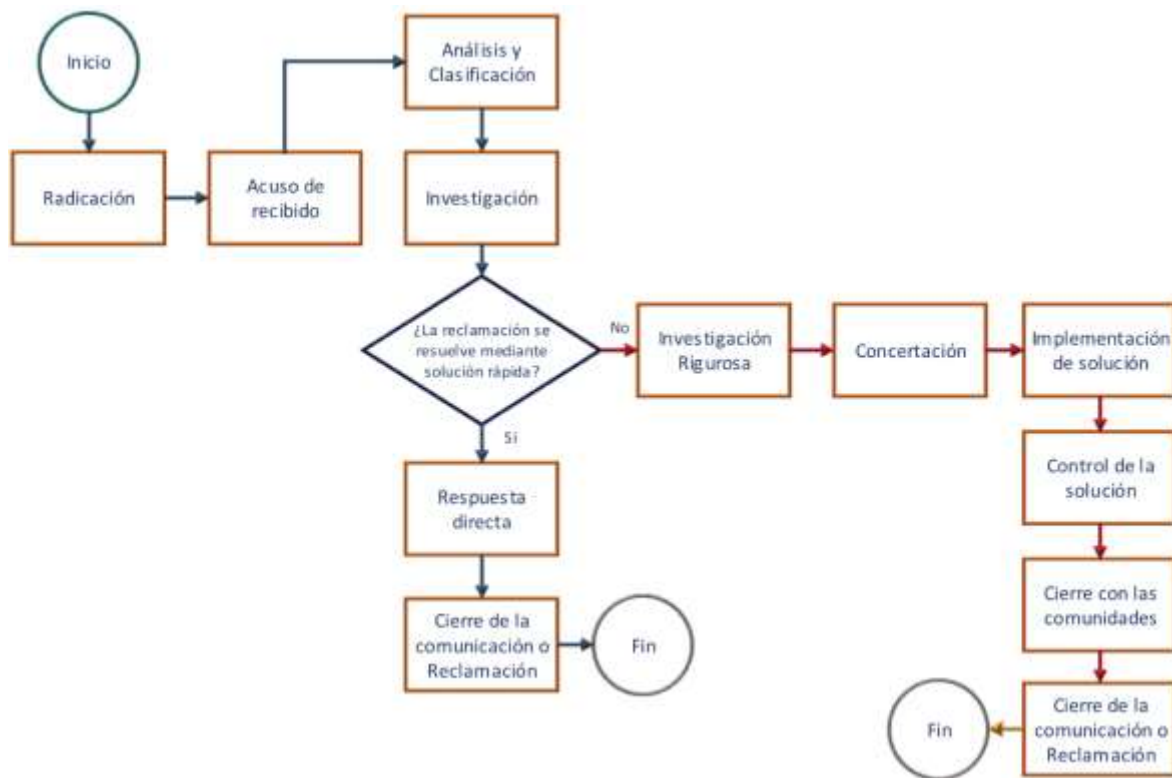 Inicio
Radicación
Acuso de
recibido
Análisis y
Clasificación
Investigación
¿La reclamación se
resuelve mediante
solución rápida?
No
Investigación
Rigurosa
Concertación
Implementación
de solución
Control de la
solución
Cierre con las
comunidades
Cierre de la
comunicación o
Reclamación
Fin
Si
Respuesta
directa
Cierre de la
comunicación o
Reclamación
Fin